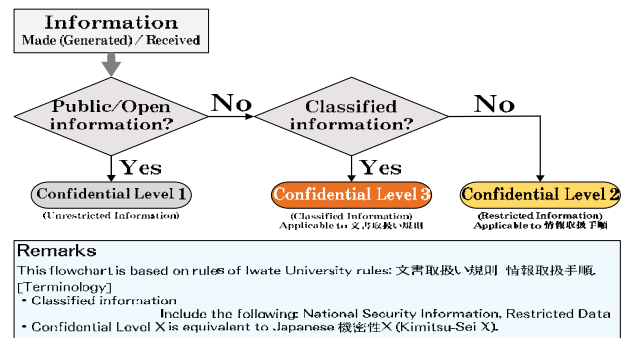 Information
Made (Generated) / Received
Public/Open
information?
No
Classified
information?
No
Yes
Yes
Confidential Level 1
Confidential Level 3
Confidential Level 2
(Unrestricted Information)
(Classified Information)
Applicable to 文書取扱い規則
(Restricted Information)
Applicable to 情報取扱手順
Remarks
This flowchart is based on rules of Iwate University rules: 文書取扱い規則 情報取扱手順.
[Terminology]
・Classified information
Include the following: National Security Information, Restricted Data
・Confidential Level X is equivalent to Japanese 機密性X (Kimitsu-Sei X).